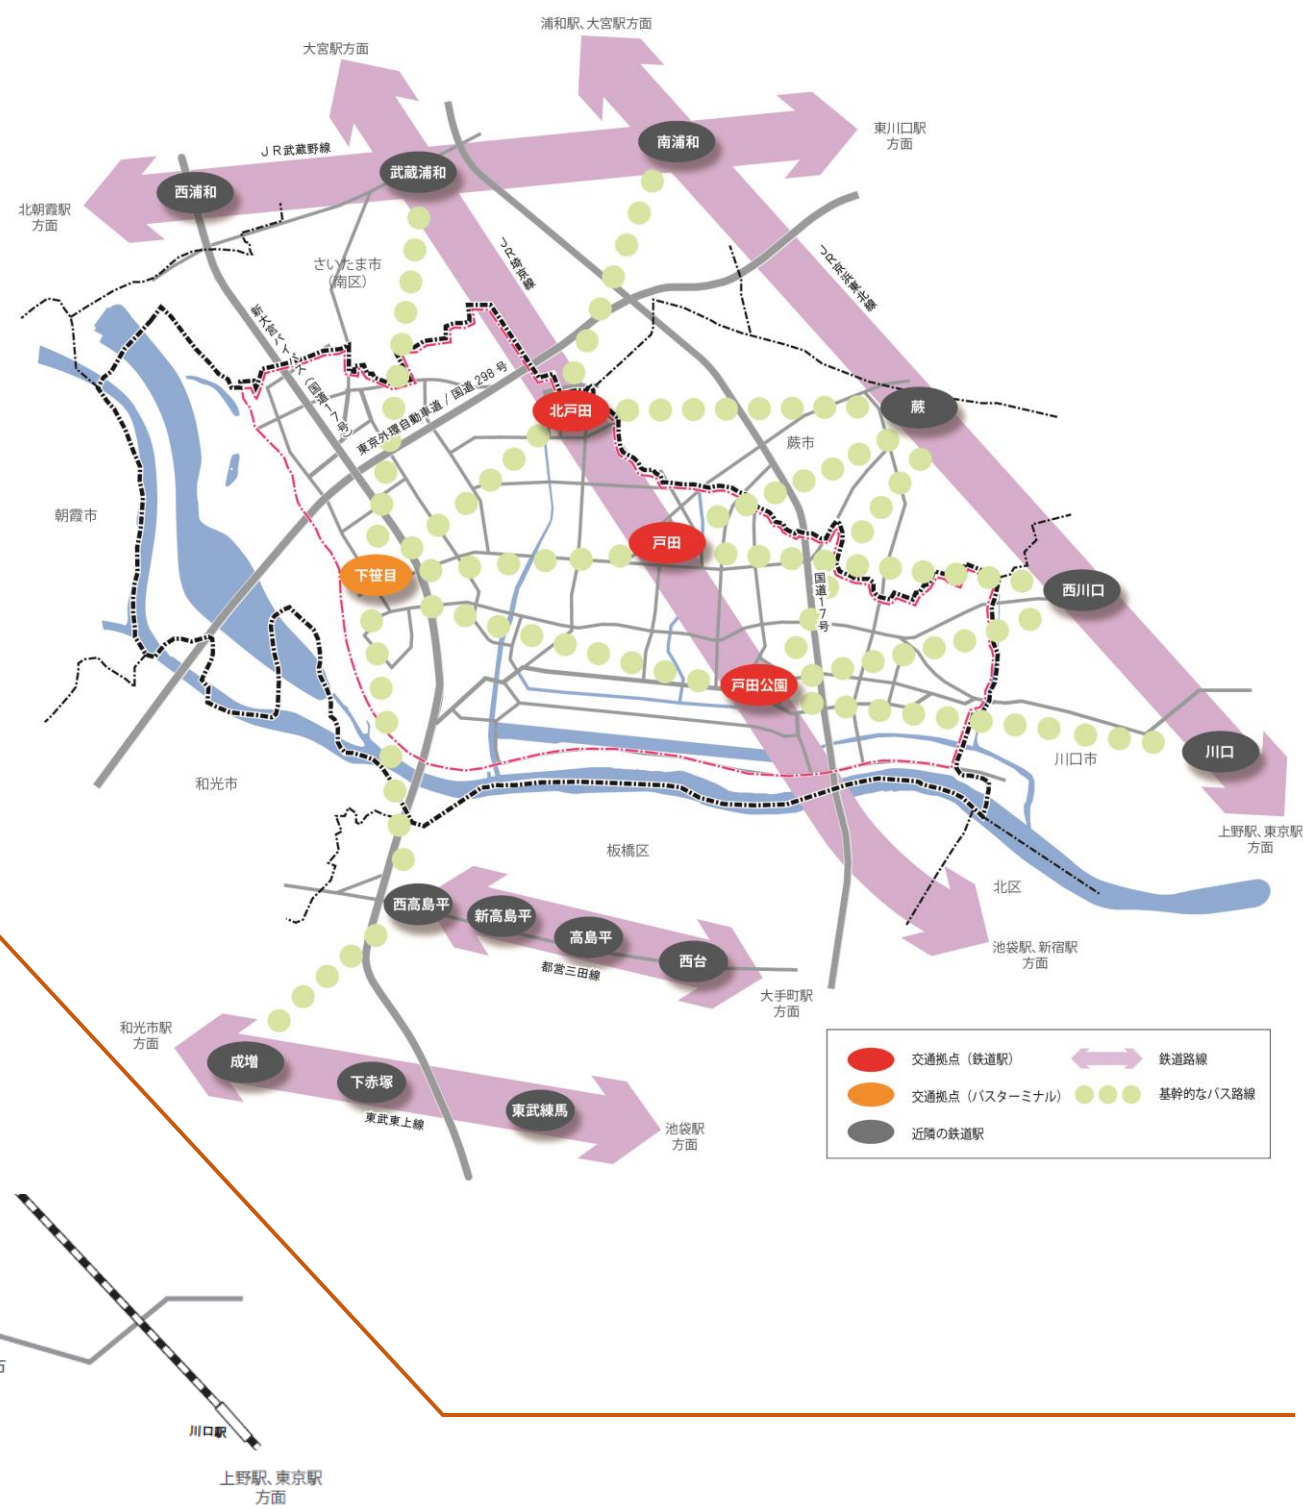 浦和駅、大宮駅方面
大宮駅方面
東川口駅
方面
南浦和
JR武蔵野線
武蔵浦和
西浦和
北朝霞駅
方面
さいたま市
(南区)
JR埼京線
JR京浜東北線
新大宮バイパス(国道17号)
東京外環自動車道 / 国道298号
北戸田
蕨
蕨市
朝霞市
戸田
下笹目
国道17号
西川口
戸田公園
川口
川口市
和光市
上野駅、東京駅
方面
板橋区
北区
西高島平
新高島平
高島平
西台
都営三田線
池袋駅、新宿駅
方面
大手町駅
方面
和光市駅
方面
成増
下赤塚
東武練馬
東武東上線
池袋駅
方面
交通拠点(鉄道駅)
鉄道路線
交通拠点(バスターミナル)
基幹的なバス路線
近隣の鉄道駅
市
川口駅
上野駅、東京駅
方面